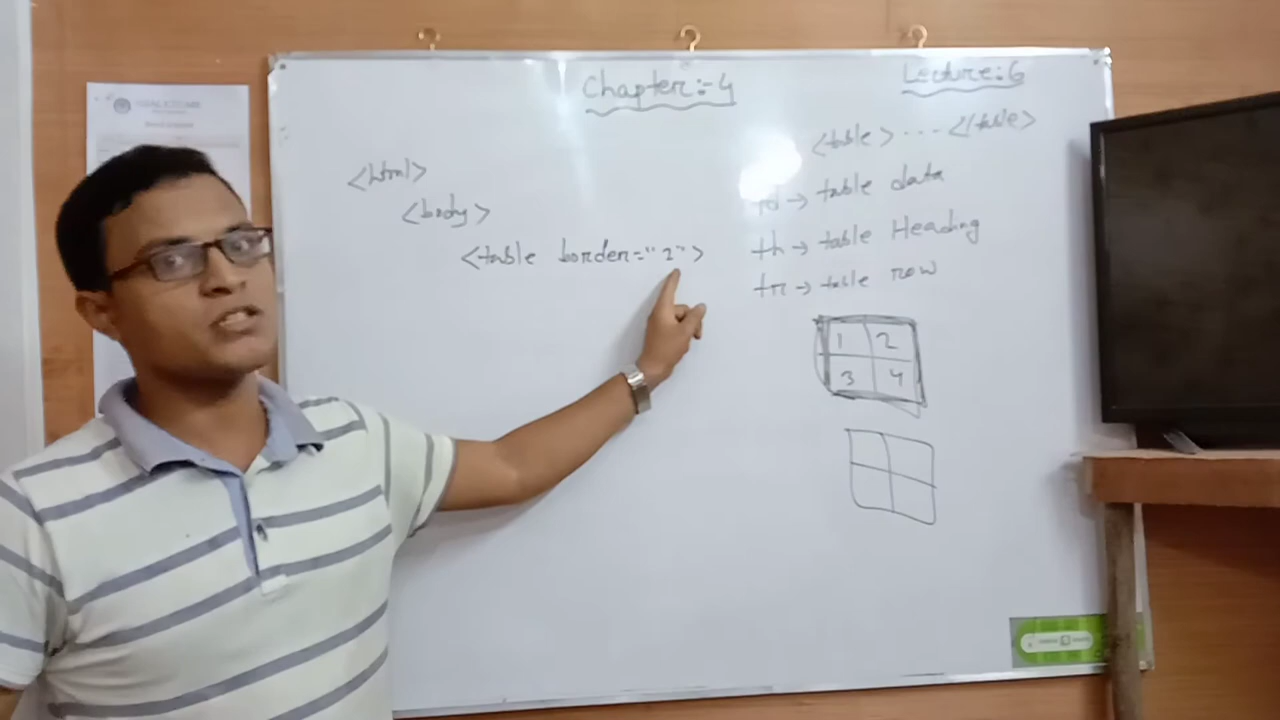 Chapter:-4
Lecture:6
<html>
<body>
<table border="2">
<table> ... </table>
td → table data
th → table Heading
tr → table row
1 2
3 4